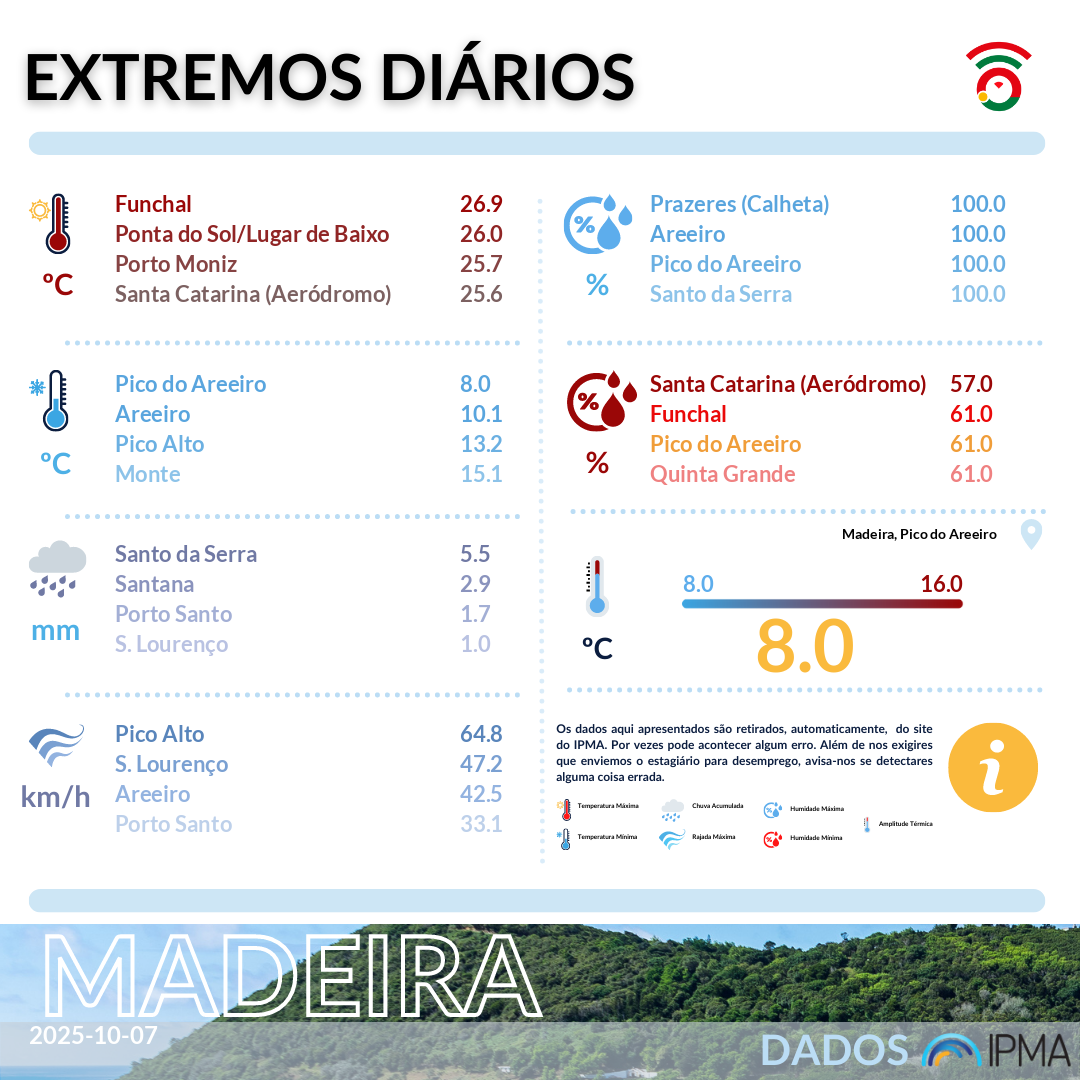 EXTREMOS DIÁRIOS
Funchal 26.9
Ponta do Sol/Lugar de Baixo 26.0
Porto Moniz 25.7
Santa Catarina (Aeródromo) 25.6
ºC
Pico do Areeiro 8.0
Areeiro 10.1
Pico Alto 13.2
Monte 15.1
ºC
Santo da Serra 5.5
Santana 2.9
Porto Santo 1.7
S. Lourenço 1.0
mm
Pico Alto 64.8
S. Lourenço 47.2
Areeiro 42.5
Porto Santo 33.1
km/h
%
Prazeres (Calheta) 100.0
Areeiro 100.0
Pico do Areeiro 100.0
Santo da Serra 100.0
%
%
Santa Catarina (Aeródromo) 57.0
Funchal 61.0
Pico do Areeiro 61.0
Quinta Grande 61.0
%
Madeira, Pico do Areeiro
8.0 16.0
8.0
ºC
Os dados aqui apresentados são retirados, automaticamente, do site
do IPMA. Por vezes pode acontecer algum erro. Além de nos exigires
que enviemos o estagiário para desemprego, avisa-nos se detectares
alguma coisa errada.
i
Temperatura Máxima
Chuva Acumulada
% Humidade Máxima
Amplitude Térmica
Temperatura Mínima
Rajada Máxima
% Humidade Mínima
MADEIRA
2025-10-07
DADOS IPMA